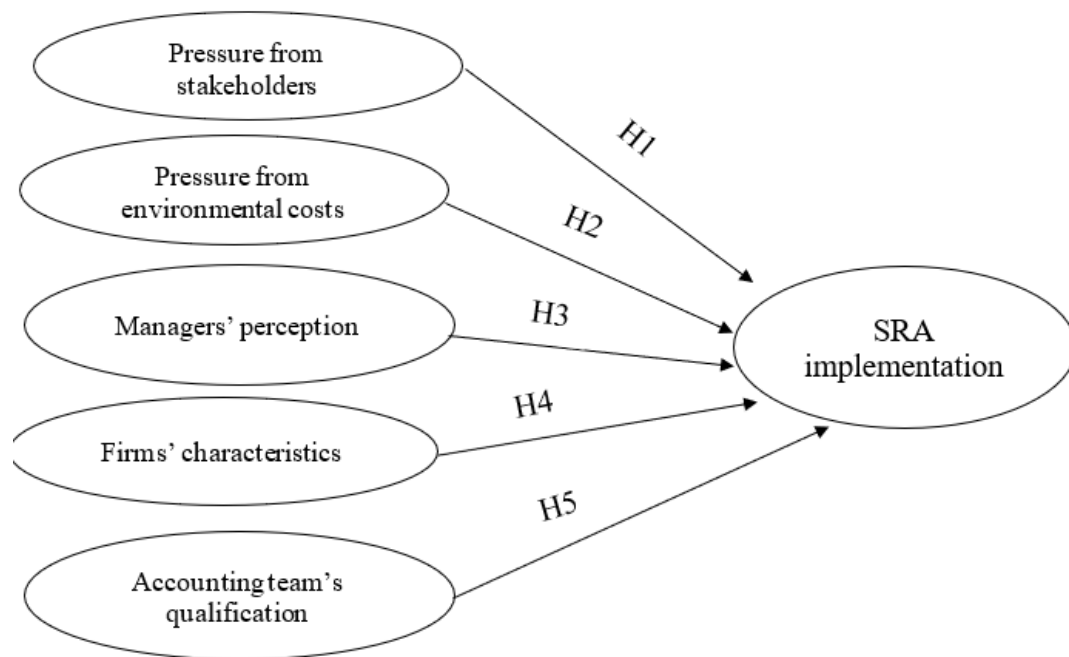 Pressure from
stakeholders
H1
Pressure from
environmental costs
H2
Managers’ perception
H3
SRA
implementation
Firms’ characteristics
H4
Accounting team’s
qualification
H5